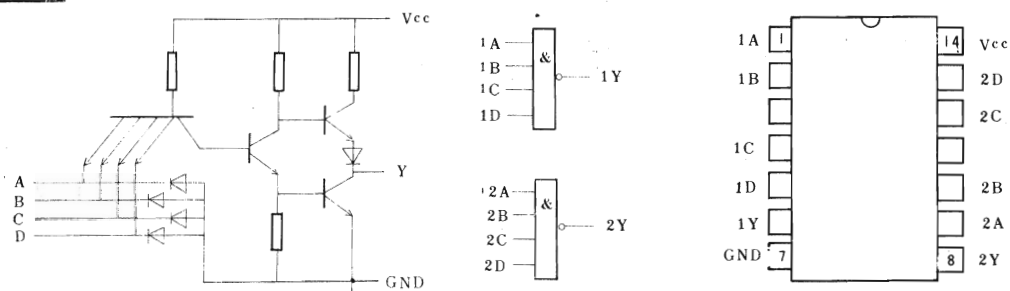 Vcc
Y
A
B
C
D
GND
1A
1B
1C
1D
&
1Y
2A
2B
2C
2D
&
2Y
1A 1 14 Vcc
1B 2D
2C
1C
1D 2B
1Y 2A
GND 7 8 2Y